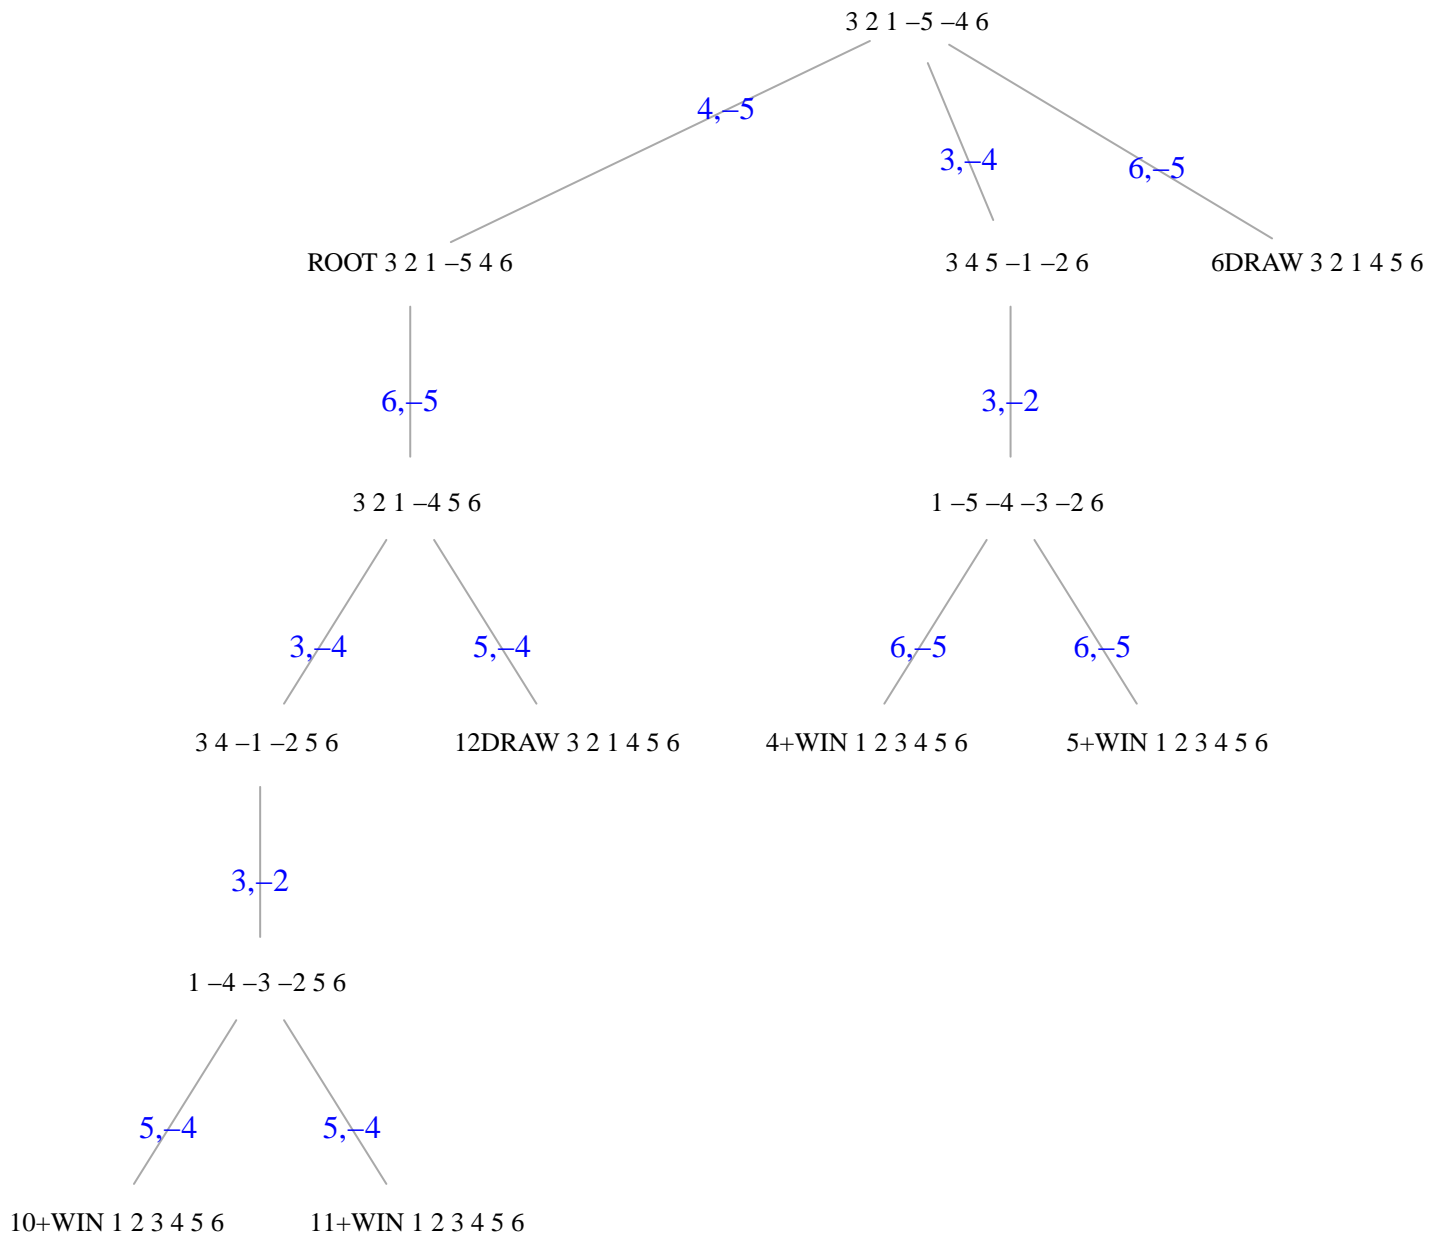 3 2 1 –5 –4 6
4,–5
3,–4
6,–5
ROOT 3 2 1 –5 4 6
3 4 5 –1 –2 6
6DRAW 3 2 1 4 5 6
6,–5
3,–2
3 2 1 –4 5 6
1 –5 –4 –3 –2 6
3,–4
5,–4
6,–5
6,–5
3 4 –1 –2 5 6
12DRAW 3 2 1 4 5 6
4+WIN 1 2 3 4 5 6
5+WIN 1 2 3 4 5 6
3,–2
1 –4 –3 –2 5 6
5,–4
5,–4
10+WIN 1 2 3 4 5 6
11+WIN 1 2 3 4 5 6